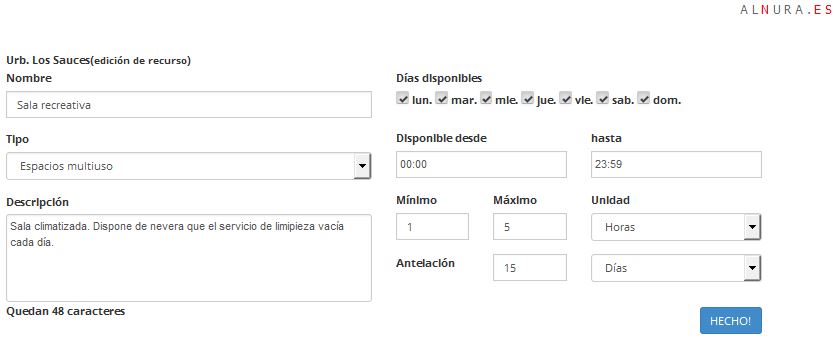 ALNURA.ES
Urb. Los Sauces(edición de recurso)
Nombre
Sala recreativa
Tipo
Espacios multiuso
Descripción
Sala climatizada. Dispone de nevera que el servicio de limipieza vacía
cada día.
Quedan 48 caracteres
Días disponibles
lun. mar. mie. jue. vie. sab. dom.
Disponible desde hasta
00:00 23:59
Mínimo Máximo Unidad
1 5 Horas
Antelación 15 Días
HECHO!